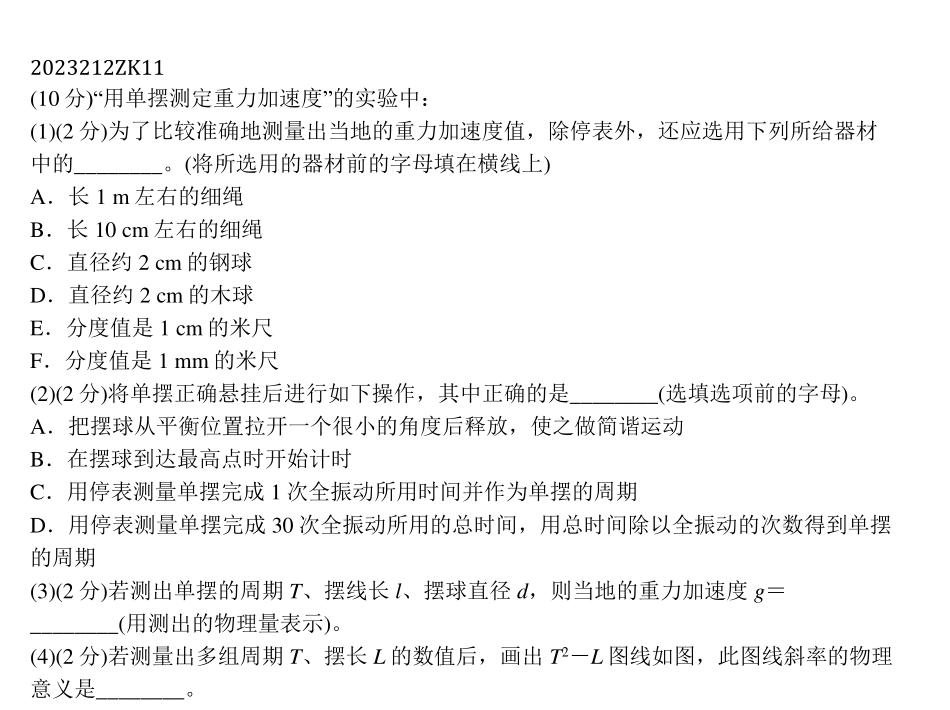 2023212ZK11
(10 分)“用单摆测定重力加速度”的实验中：
(1)(2 分)为了比较准确地测量出当地的重力加速度值，除停表外，还应选用下列所给器材
中的________。(将所选用的器材前的字母填在横线上)
A．长 1 m 左右的细绳
B．长 10 cm 左右的细绳
C．直径约 2 cm 的钢球
D．直径约 2 cm 的木球
E．分度值是 1 cm 的米尺
F．分度值是 1 mm 的米尺
(2)(2 分)将单摆正确悬挂后进行如下操作，其中正确的是________(选填选项前的字母)。
A．把摆球从平衡位置拉开一个很小的角度后释放，使之做简谐运动
B．在摆球到达最高点时开始计时
C．用停表测量单摆完成 1 次全振动所用时间并作为单摆的周期
D．用停表测量单摆完成 30 次全振动所用的总时间，用总时间除以全振动的次数得到单摆
的周期
(3)(2 分)若测出单摆的周期 T、摆线长 l、摆球直径 d，则当地的重力加速度 g＝
________(用测出的物理量表示)。
(4)(2 分)若测量出多组周期 T、摆长 L 的数值后，画出 T²－L 图线如图，此图线斜率的物理
意义是________。